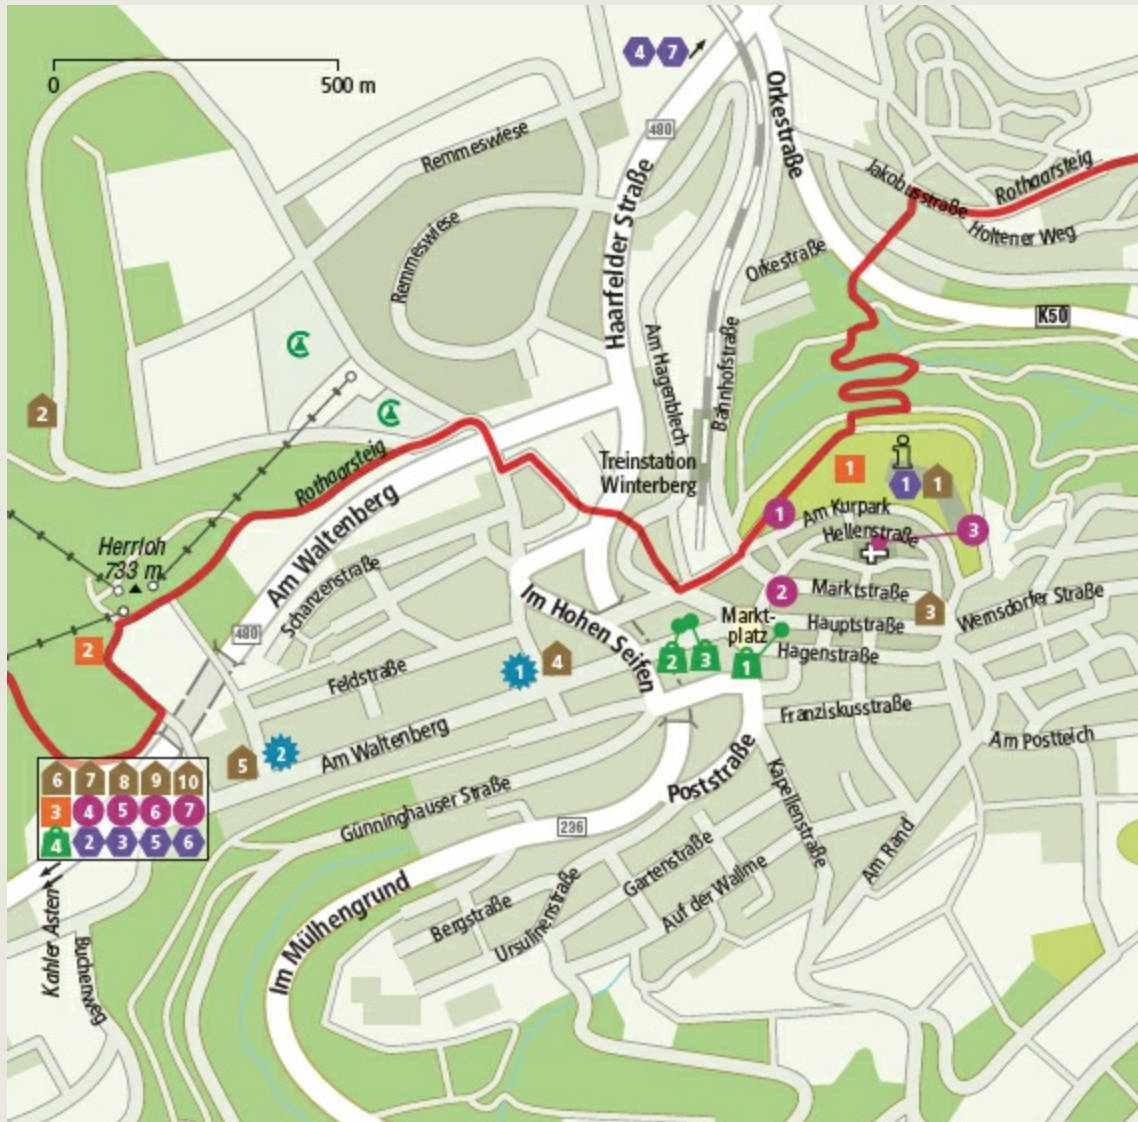 4 7
Orkestraße
0 500 m
480
Remmeswiese
Jakobusstraße
Rothaarsteig
Haarfelder Straße
Remmeswiese
Holtener Weg
Orkestraße
K50
Am Hagenblech
Bahnhofstraße
2
Rothaarsteig
Treinstation
Winterberg
1
i
1
1
Am Waltenberg
1
Am Kurpark
Hellenstraße
3
Herrloh
733 m
Schanzenstraße
Im Hohen Seifen
2
Marktstraße
3
Wernsdorfer Straße
480
2
Markt-
platz
Hauptstraße
Hagenstraße
2
3
1
1
4
Feldstraße
Franziskusstraße
Am Waltenberg
Am Postteich
5
2
Poststraße
Kapellenstraße
6 7 8 9 10
3 4 5 6 7
4 2 3 5 6
Günninghauser Straße
236
Gartenstraße
Am Rand
Auf der Wallme
Im Mülhengrund
Bergstraße
Ursulinenstraße
Kahler Asten
Buchenweg